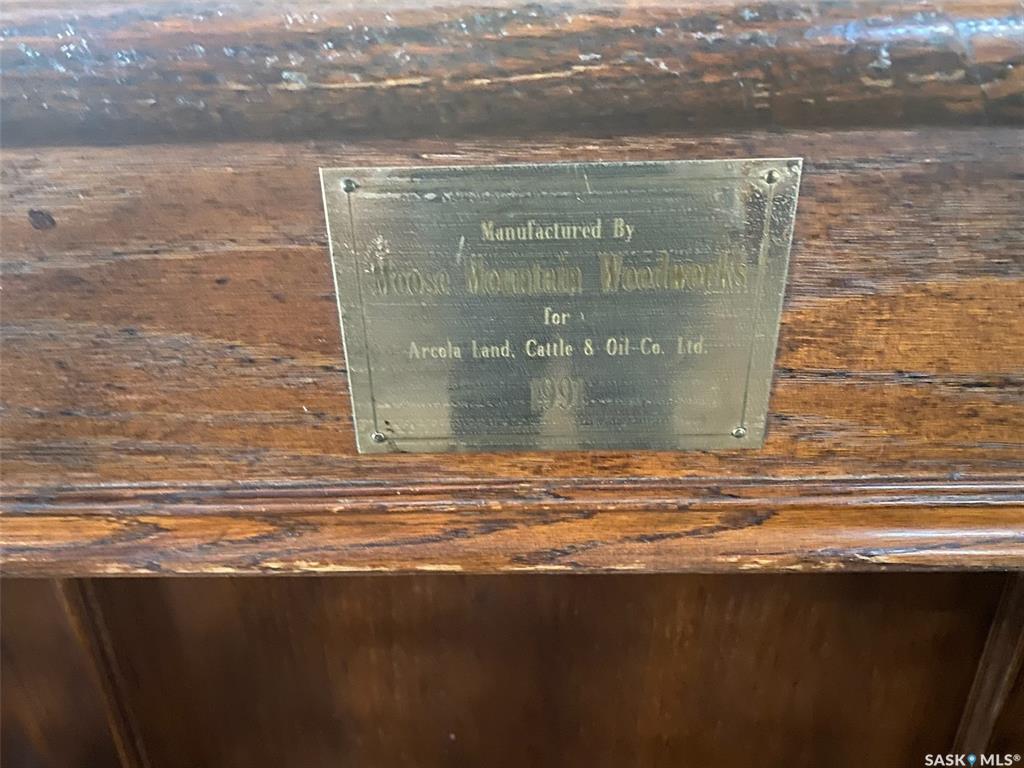 Manufactured By
Moose Mountain Woodworks
for
Arcola Land, Cattle & Oil-Co. Ltd.
1991
SASK MLS®